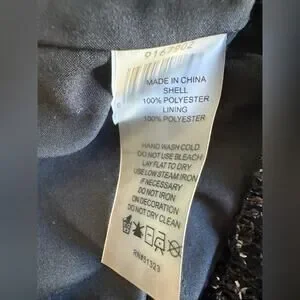 9167902
MADE IN CHINA
SHELL
100% POLYESTER
LINING
100% POLYESTER
HAND WASH COLD
DO NOT USE BLEACH
LAY FLAT TO DRY
USE LOW STEAM IRON
IF NECESSARY
DO NOT IRON
ON DECORATION
DO NOT DRY CLEAN
RN#51323